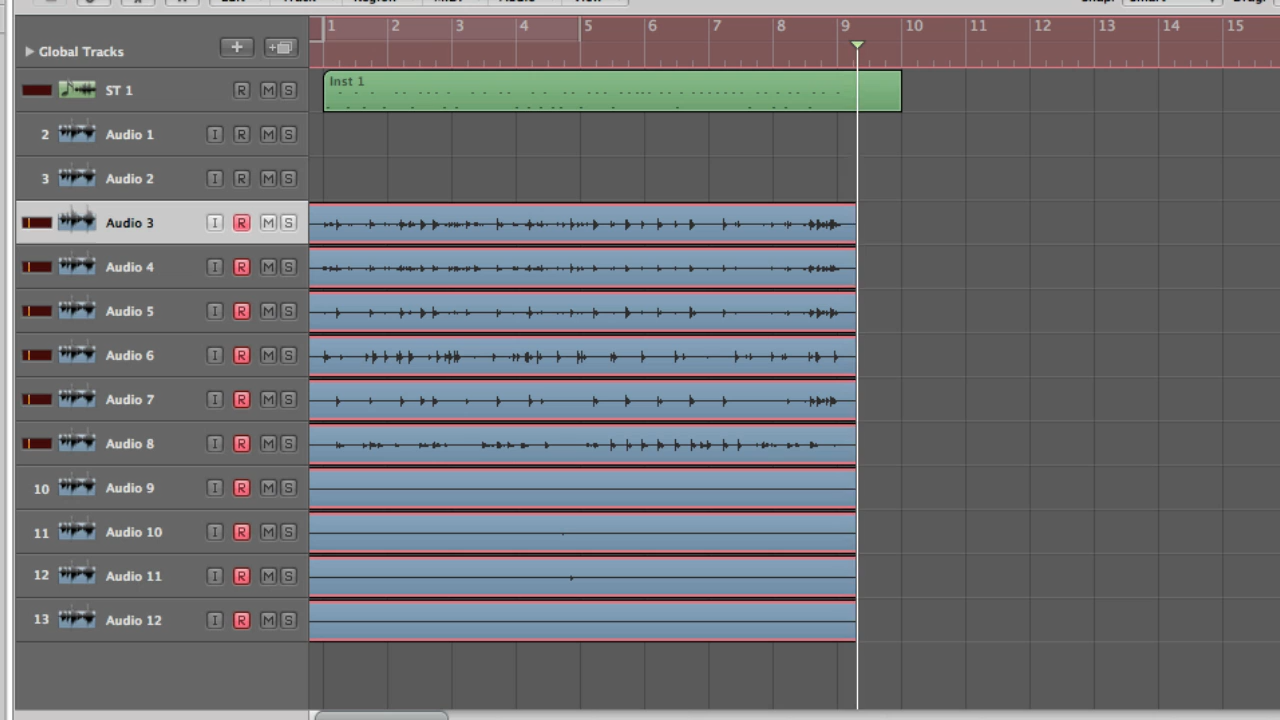 1 2 3 4 5 6 7 8 9 10 11 12 13 14 15
Global Tracks
ST 1 R M S Inst 1
2 Audio 1 I R M S
3 Audio 2 I R M S
Audio 3 I R M S
Audio 4 I R M S
Audio 5 I R M S
Audio 6 I R M S
Audio 7 I R M S
Audio 8 I R M S
10 Audio 9 I R M S
11 Audio 10 I R M S
12 Audio 11 I R M S
13 Audio 12 I R M S